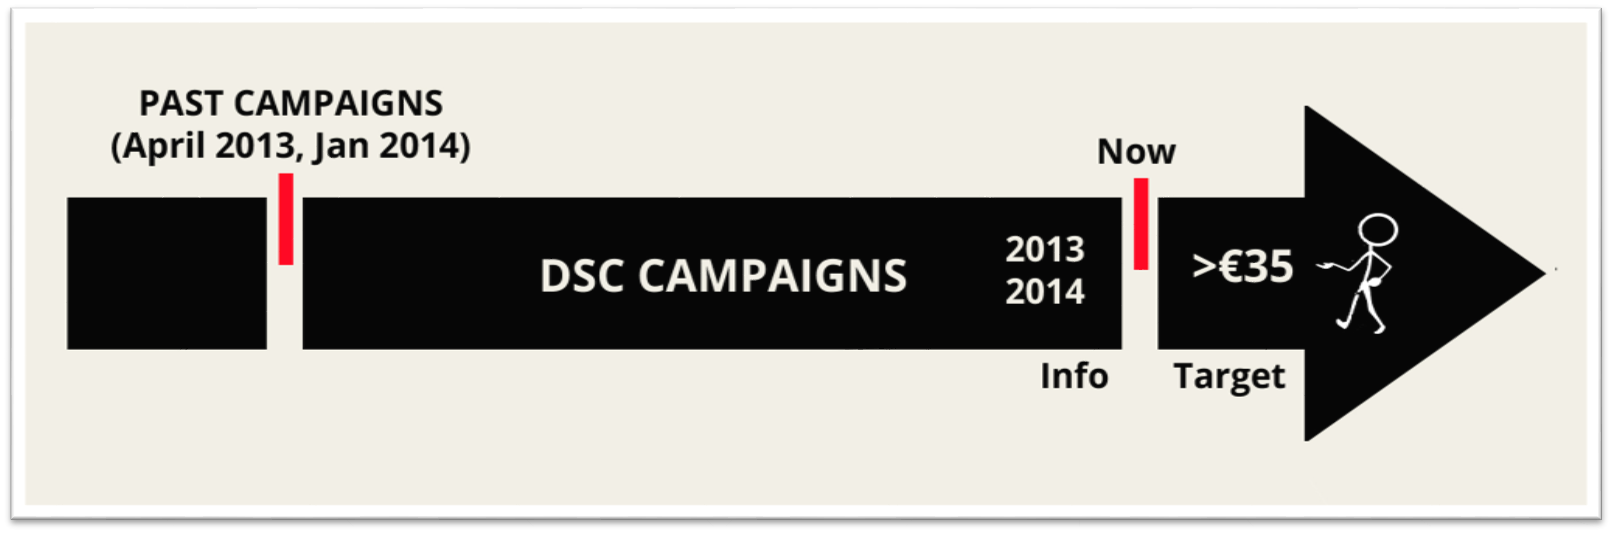 PAST CAMPAIGNS
(April 2013, Jan 2014)
Now
DSC CAMPAIGNS
2013
2014
>€35
Info
Target